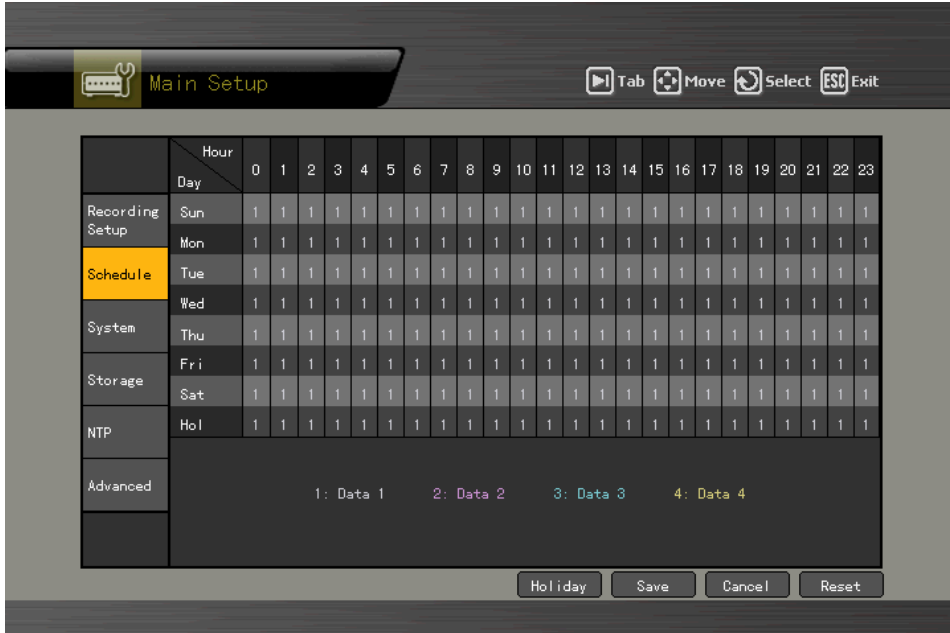 Main Setup
Tab Move Select ESC Exit
Hour 0 1 2 3 4 5 6 7 8 9 10 11 12 13 14 15 16 17 18 19 20 21 22 23
Day
Recording Setup
Sun 1 1 1 1 1 1 1 1 1 1 1 1 1 1 1 1 1 1 1 1 1 1 1 1
Mon 1 1 1 1 1 1 1 1 1 1 1 1 1 1 1 1 1 1 1 1 1 1 1 1
Schedule
Tue 1 1 1 1 1 1 1 1 1 1 1 1 1 1 1 1 1 1 1 1 1 1 1 1
Wed 1 1 1 1 1 1 1 1 1 1 1 1 1 1 1 1 1 1 1 1 1 1 1 1
System
Thu 1 1 1 1 1 1 1 1 1 1 1 1 1 1 1 1 1 1 1 1 1 1 1 1
Fri 1 1 1 1 1 1 1 1 1 1 1 1 1 1 1 1 1 1 1 1 1 1 1 1
Storage
Sat 1 1 1 1 1 1 1 1 1 1 1 1 1 1 1 1 1 1 1 1 1 1 1 1
NTP
Hol 1 1 1 1 1 1 1 1 1 1 1 1 1 1 1 1 1 1 1 1 1 1 1 1
Advanced
1: Data 1 2: Data 2 3: Data 3 4: Data 4
Holiday Save Cancel Reset